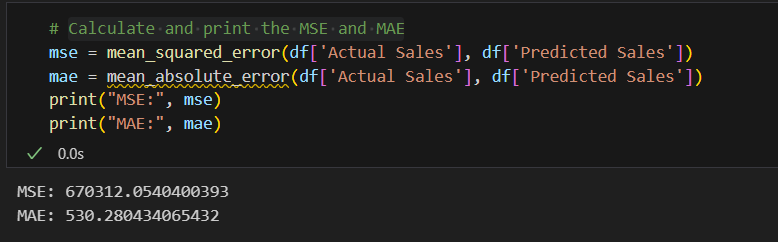 # Calculate and print the MSE and MAE
mse = mean_squared_error(df['Actual Sales'], df['Predicted Sales'])
mae = mean_absolute_error(df['Actual Sales'], df['Predicted Sales'])
print("MSE:", mse)
print("MAE:", mae)
0.0s
MSE: 670312.0540400393
MAE: 530.280434065432